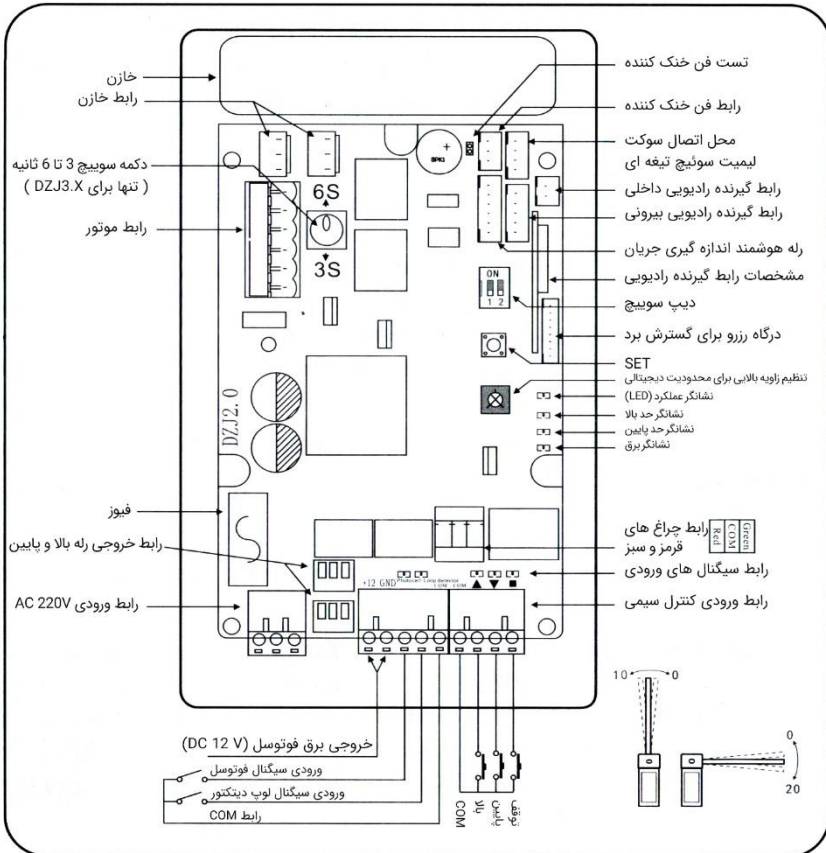 خازن
رابط خازن
دکمه سوییچ 3 تا 6 ثانیه
( تنها برای DZJ3.X )
رابط موتور
فیوز
رابط خروجی رله بالا و پایین
رابط ورودی AC 220V
تست فن خنک کننده
رابط فن خنک کننده
محل اتصال سوکت
لیمیت سوئیچ تیغه ای
رابط گیرنده رادیویی داخلی
رابط گیرنده رادیویی بیرونی
رله هوشمند اندازه گیری جریان
مشخصات رابط گیرنده رادیویی
دیپ سوییچ
درگاه رزرو برای گسترش برد
SET
تنظیم زاویه بالایی برای محدودیت دیجیتالی
نشانگر عملکرد (LED)
نشانگر حد بالا
نشانگر حد پایین
نشانگر برق
رابط چراغ های
قرمز و سبز
Green
COM
Red
رابط سیگنال های ورودی
رابط ورودی کنترل سیمی
+
SPK1
6S
3S
ON
1 2
DZJ2.0
+12 GND Photocell Loop detector
COM COM
▲ ▼ ■
خروجی برق فوتوسل (DC 12 V)
ورودی سیگنال فوتوسل
ورودی سیگنال لوپ دیتکتور
رابط COM
COM
بالا
پایین
توقف
10 0
0
20